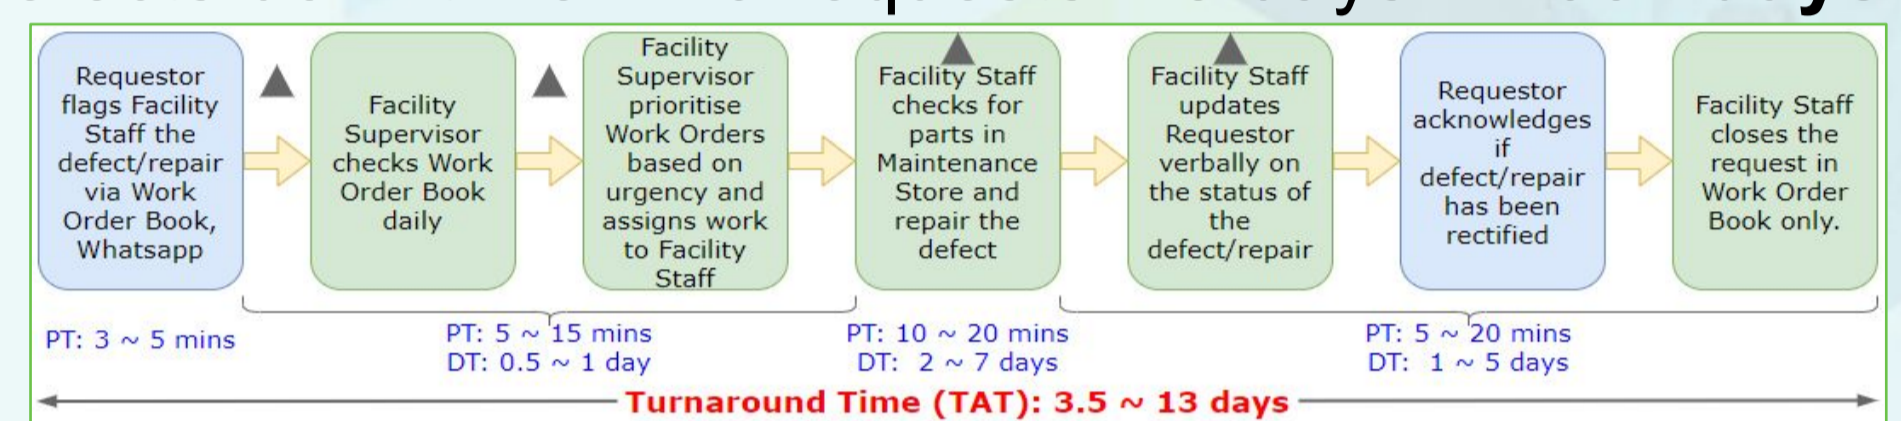 Requestor
flags Facility
Staff the
defect/repair
via Work
Order Book,
Whatsapp
Facility
Supervisor
checks Work
Order Book
daily
Facility
Supervisor
prioritise
Work Orders
based on
urgency and
assigns work
to Facility
Staff
Facility Staff
checks for
parts in
Maintenance
Store and
repair the
defect
Facility Staff
updates
Requestor
verbally on
the status of
the
defect/repair
Requestor
acknowledges
if
defect/repair
has been
rectified
Facility Staff
closes the
request in
Work Order
Book only.
PT: 3 ~ 5 mins
PT: 5 ~ 15 mins
DT: 0.5 ~ 1 day
PT: 10 ~ 20 mins
DT: 2 ~ 7 days
PT: 5 ~ 20 mins
DT: 1 ~ 5 days
Turnaround Time (TAT): 3.5 ~ 13 days